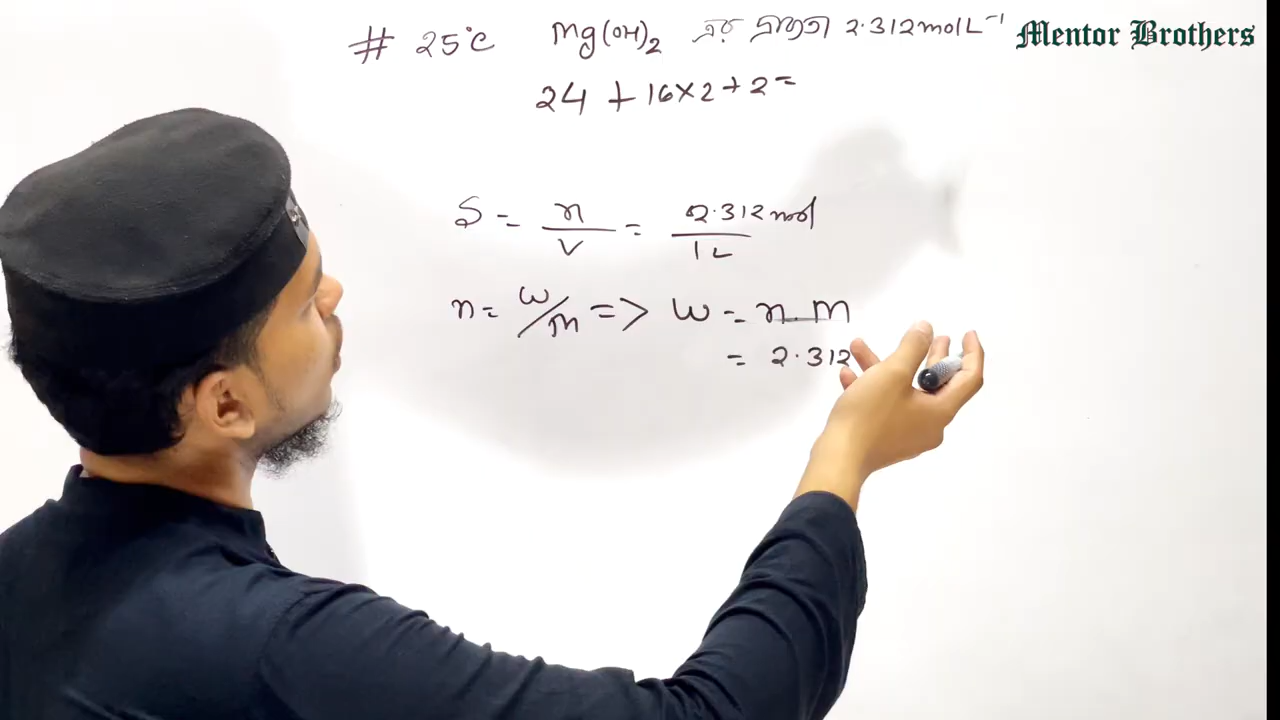 # 25°C Mg(OH)₂ এর দ্রাব্যতা 2.312 mol L⁻¹ Mentor Brothers
24 + 16×2+2=
S = n/V = 2.312 mol/1L
n = w/m => w = n.m
= 2.312